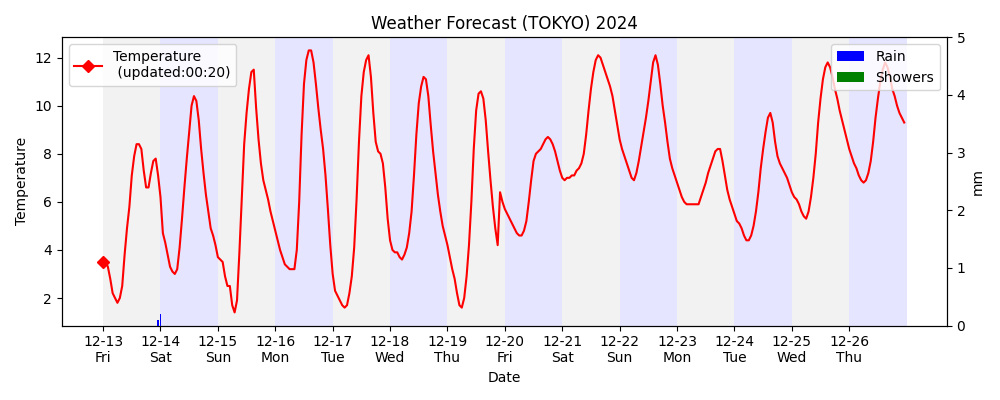 Weather Forecast (TOKYO) 2024
Temperature
(updated:00:20)
Rain
Showers
Temperature
12
10
8
6
4
2
5
4
3
2
1
0
mm
12-13 12-14 12-15 12-16 12-17 12-18 12-19 12-20 12-21 12-22 12-23 12-24 12-25 12-26
Fri Sat Sun Mon Tue Wed Thu Fri Sat Sun Mon Tue Wed Thu
Date